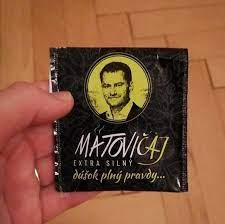 MATOVIČAJ
EXTRA SILNÝ
dúšok plný pravdy...